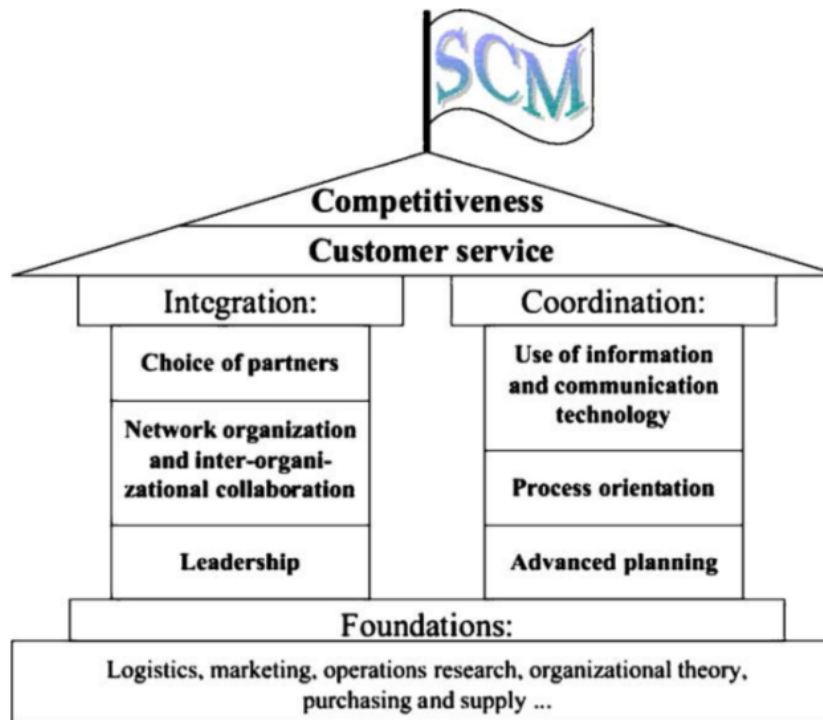 SCM
Competitiveness
Customer service
Integration:
Choice of partners
Network organization
and inter-organi-
zational collaboration
Leadership
Coordination:
Use of information
and communication
technology
Process orientation
Advanced planning
Foundations:
Logistics, marketing, operations research, organizational theory,
purchasing and supply ...